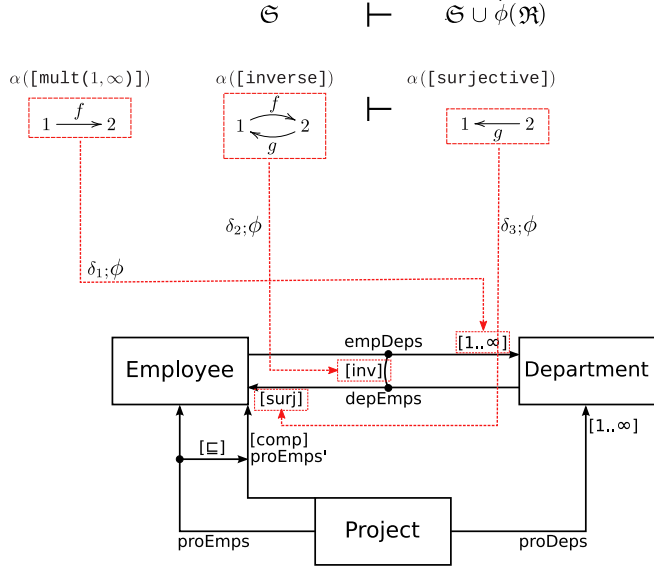 𝔖 ⊢ 𝔖 ∪ ϕ(ℜ)
α([mult(1,∞)]) α([inverse]) α([surjective])
f f
1 2 1 2 ⊢ 1 2
g g
δ₂;ϕ δ₃;ϕ
δ₁;ϕ
empDeps [1..∞]
Employee [inv] Department
[surj] depEmps
[⊑] [comp] [1..∞]
proEmps'
Project
proEmps proDeps